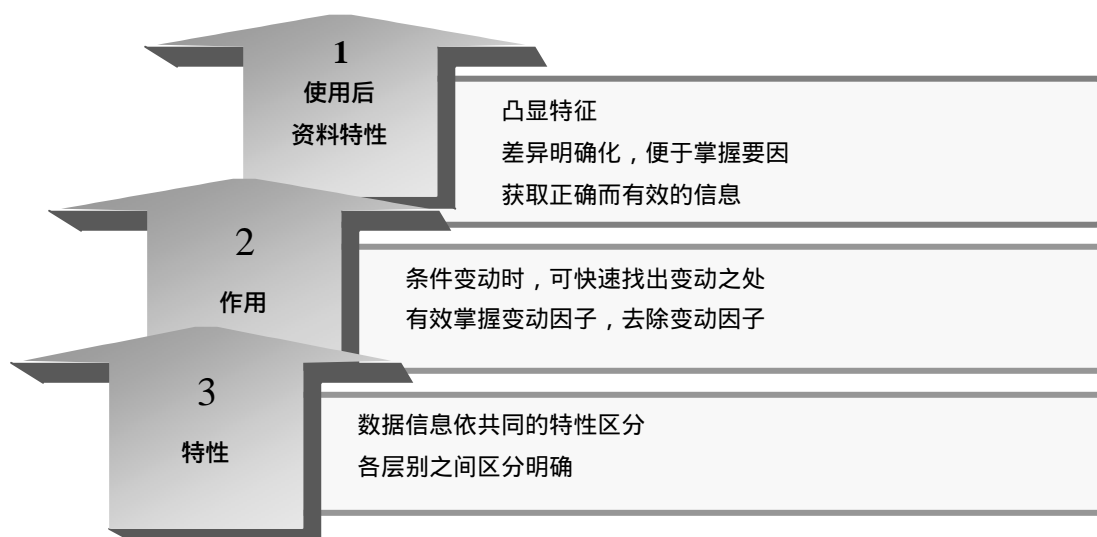 1
使用后
资料特性
凸显特征
差异明确化，便于掌握要因
获取正确而有效的信息
2
作用
条件变动时，可快速找出变动之处
有效掌握变动因子，去除变动因子
3
特性
数据信息依共同的特性区分
各层别之间区分明确